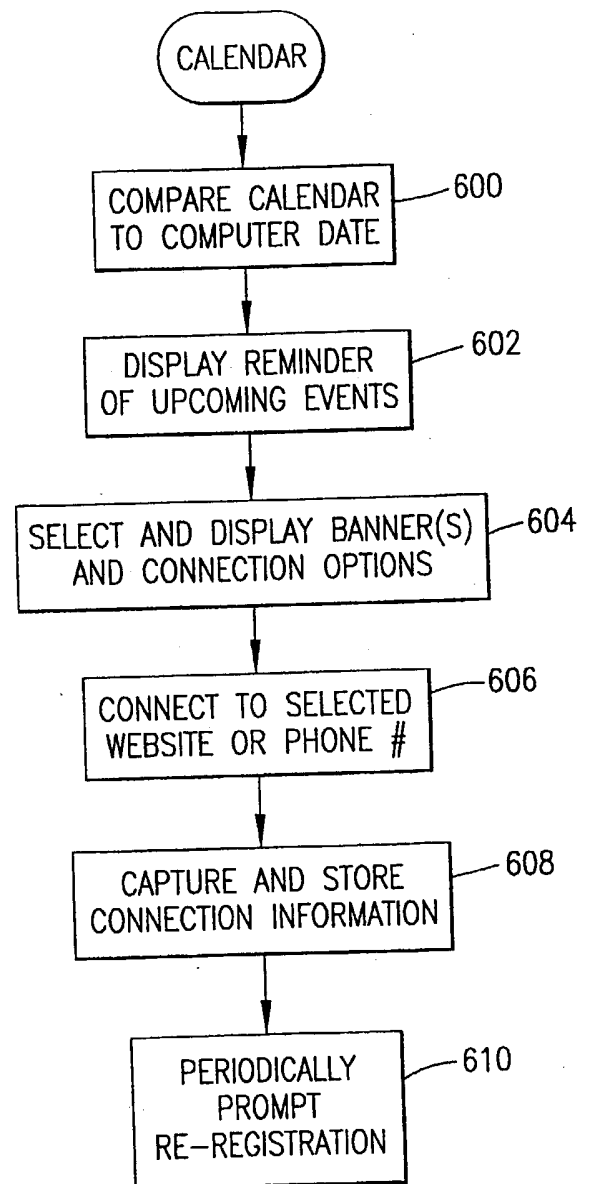 CALENDAR
COMPARE CALENDAR
TO COMPUTER DATE
600
DISPLAY REMINDER
OF UPCOMING EVENTS
602
SELECT AND DISPLAY BANNER(S)
AND CONNECTION OPTIONS
604
CONNECT TO SELECTED
WEBSITE OR PHONE #
606
CAPTURE AND STORE
CONNECTION INFORMATION
608
PERIODICALLY
PROMPT
RE-REGISTRATION
610